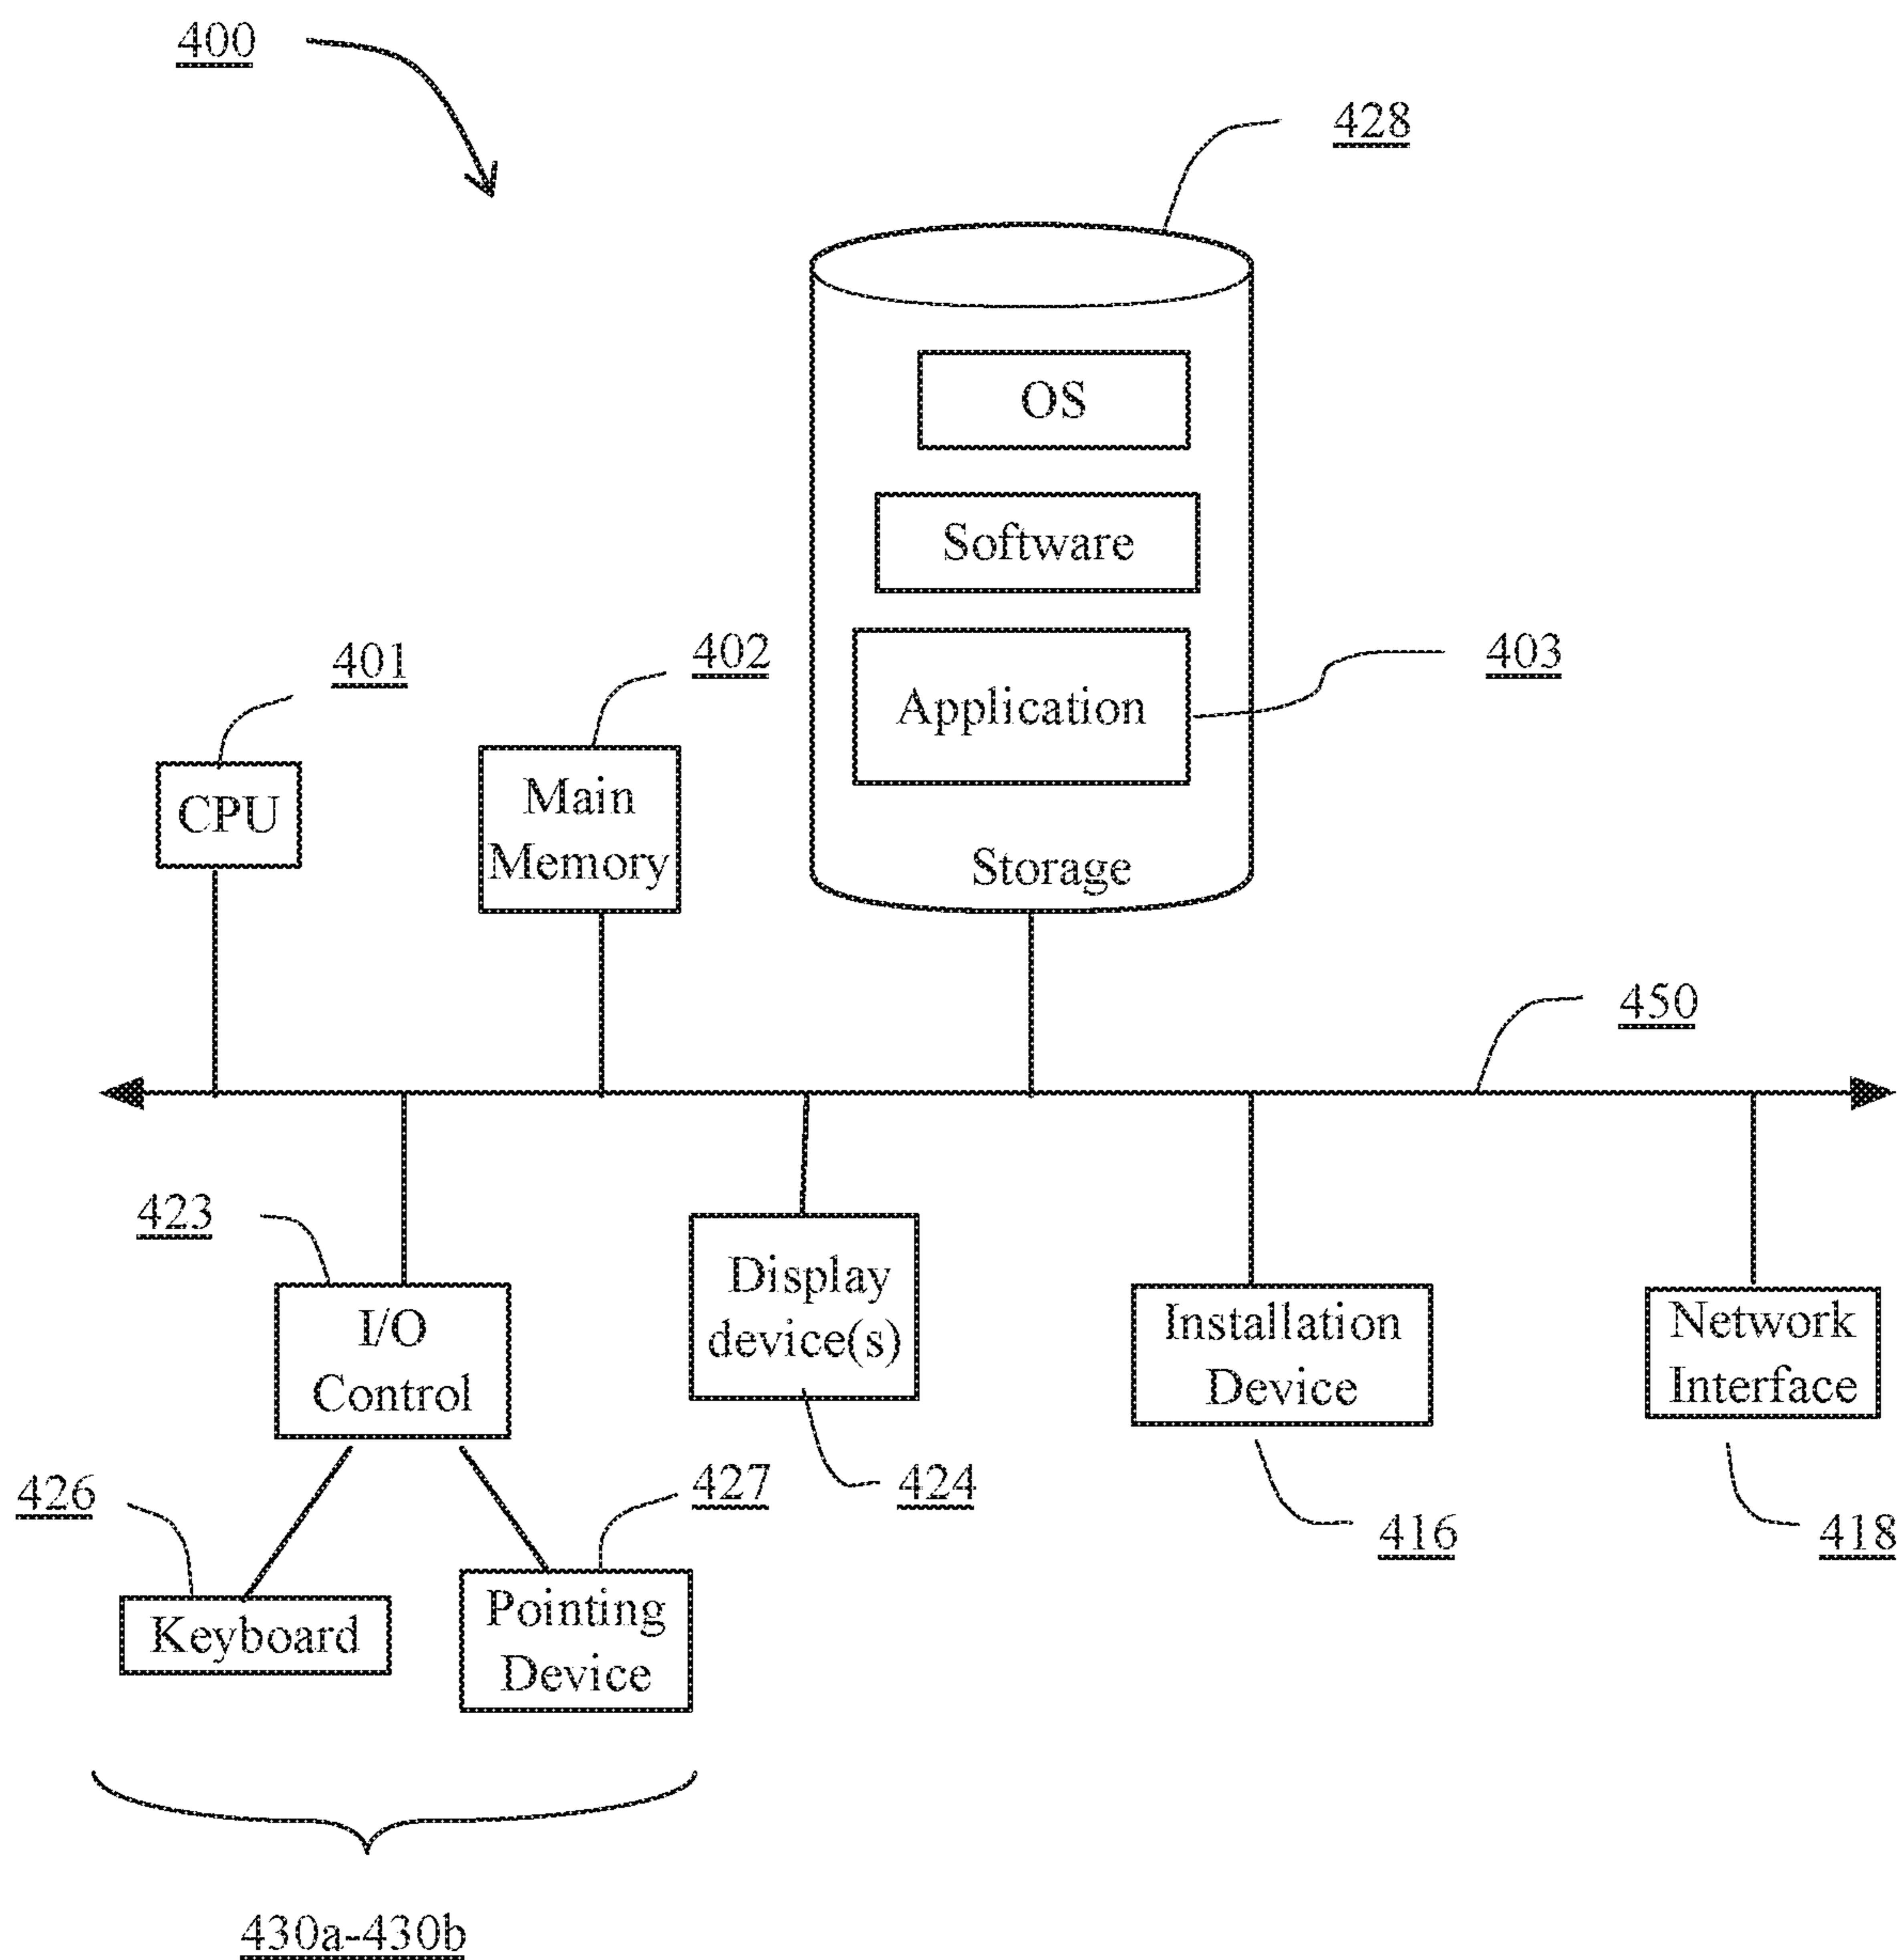 400
428
OS
Software
401
402
403
Application
CPU
Main
Memory
Storage
450
423
Display
device(s)
I/O
Control
Installation
Device
Network
Interface
426
427
424
416
418
Keyboard
Pointing
Device
430a-430b